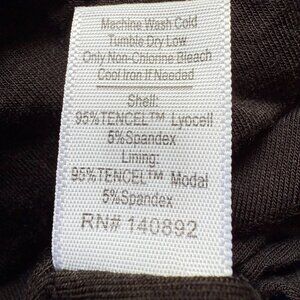 Machine Wash Cold
Tumble Dry Low
Only Non-Chlorine Bleach
Cool Iron If Needed
Shell:
95%TENCEL™ Lyocell
5%Spandex
Lining:
95%TENCEL™ Modal
5%Spandex
RN# 140892